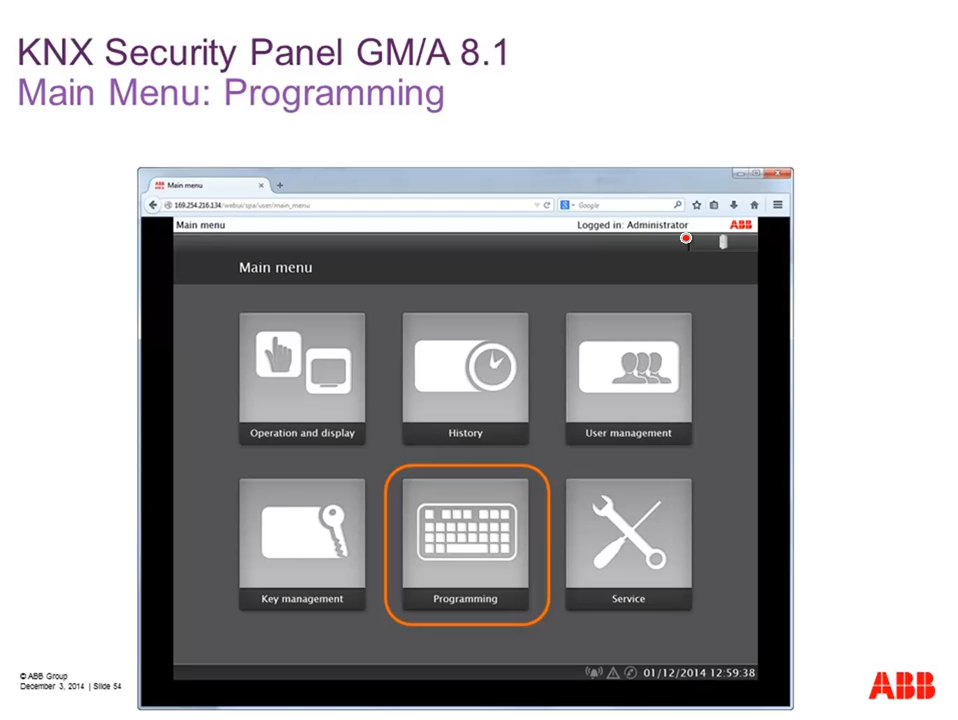 KNX Security Panel GM/A 8.1
Main Menu: Programming
Main menu
169.254.216.134/webus/spa/user/main_menu
Google
Main menu
Logged in: Administrator
ABB
Main menu
Operation and display
History
User management
Key management
Programming
Service
01/12/2014 12:59:38
© ABB Group
December 3, 2014 | Slide 54
ABB